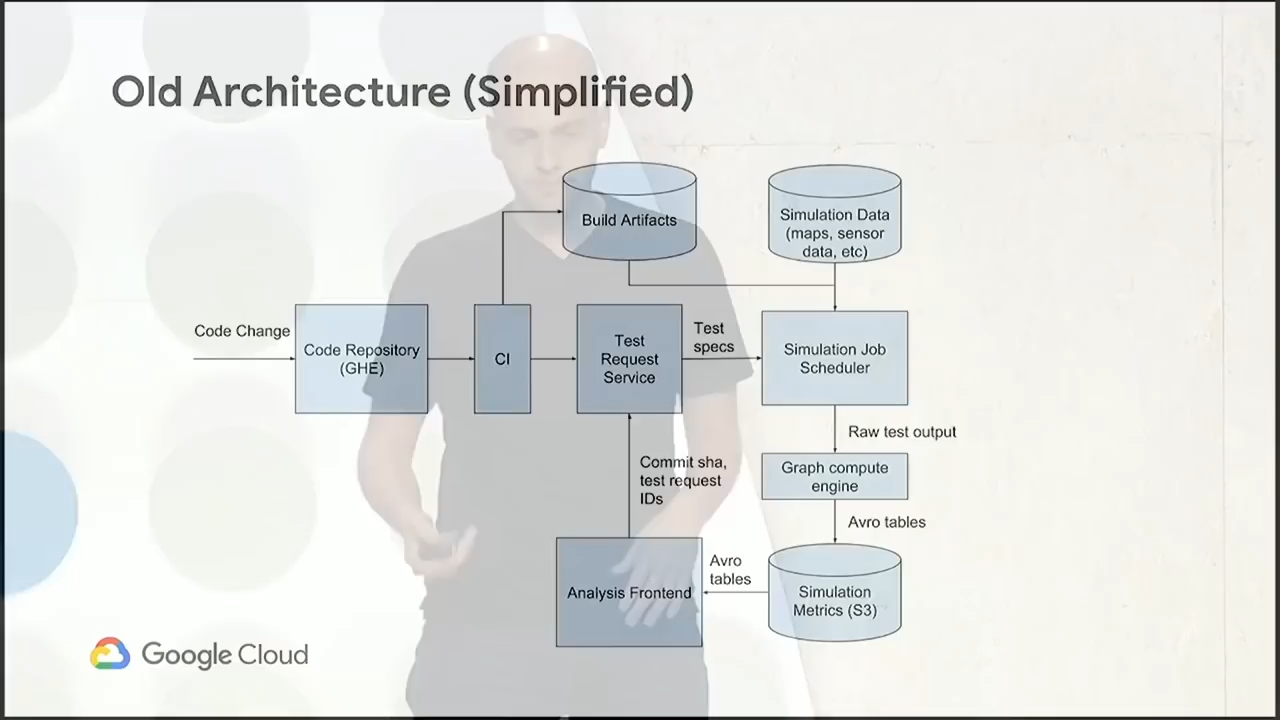 Old Architecture (Simplified)
Build Artifacts
Simulation Data
(maps, sensor
data, etc)
Code Change
Code Repository
(GHE)
CI
Test
Request
Service
Test
specs
Simulation Job
Scheduler
Raw test output
Graph compute
engine
Commit sha,
test request
IDs
Avro tables
Analysis Frontend
Avro
tables
Simulation
Metrics (S3)
Google Cloud